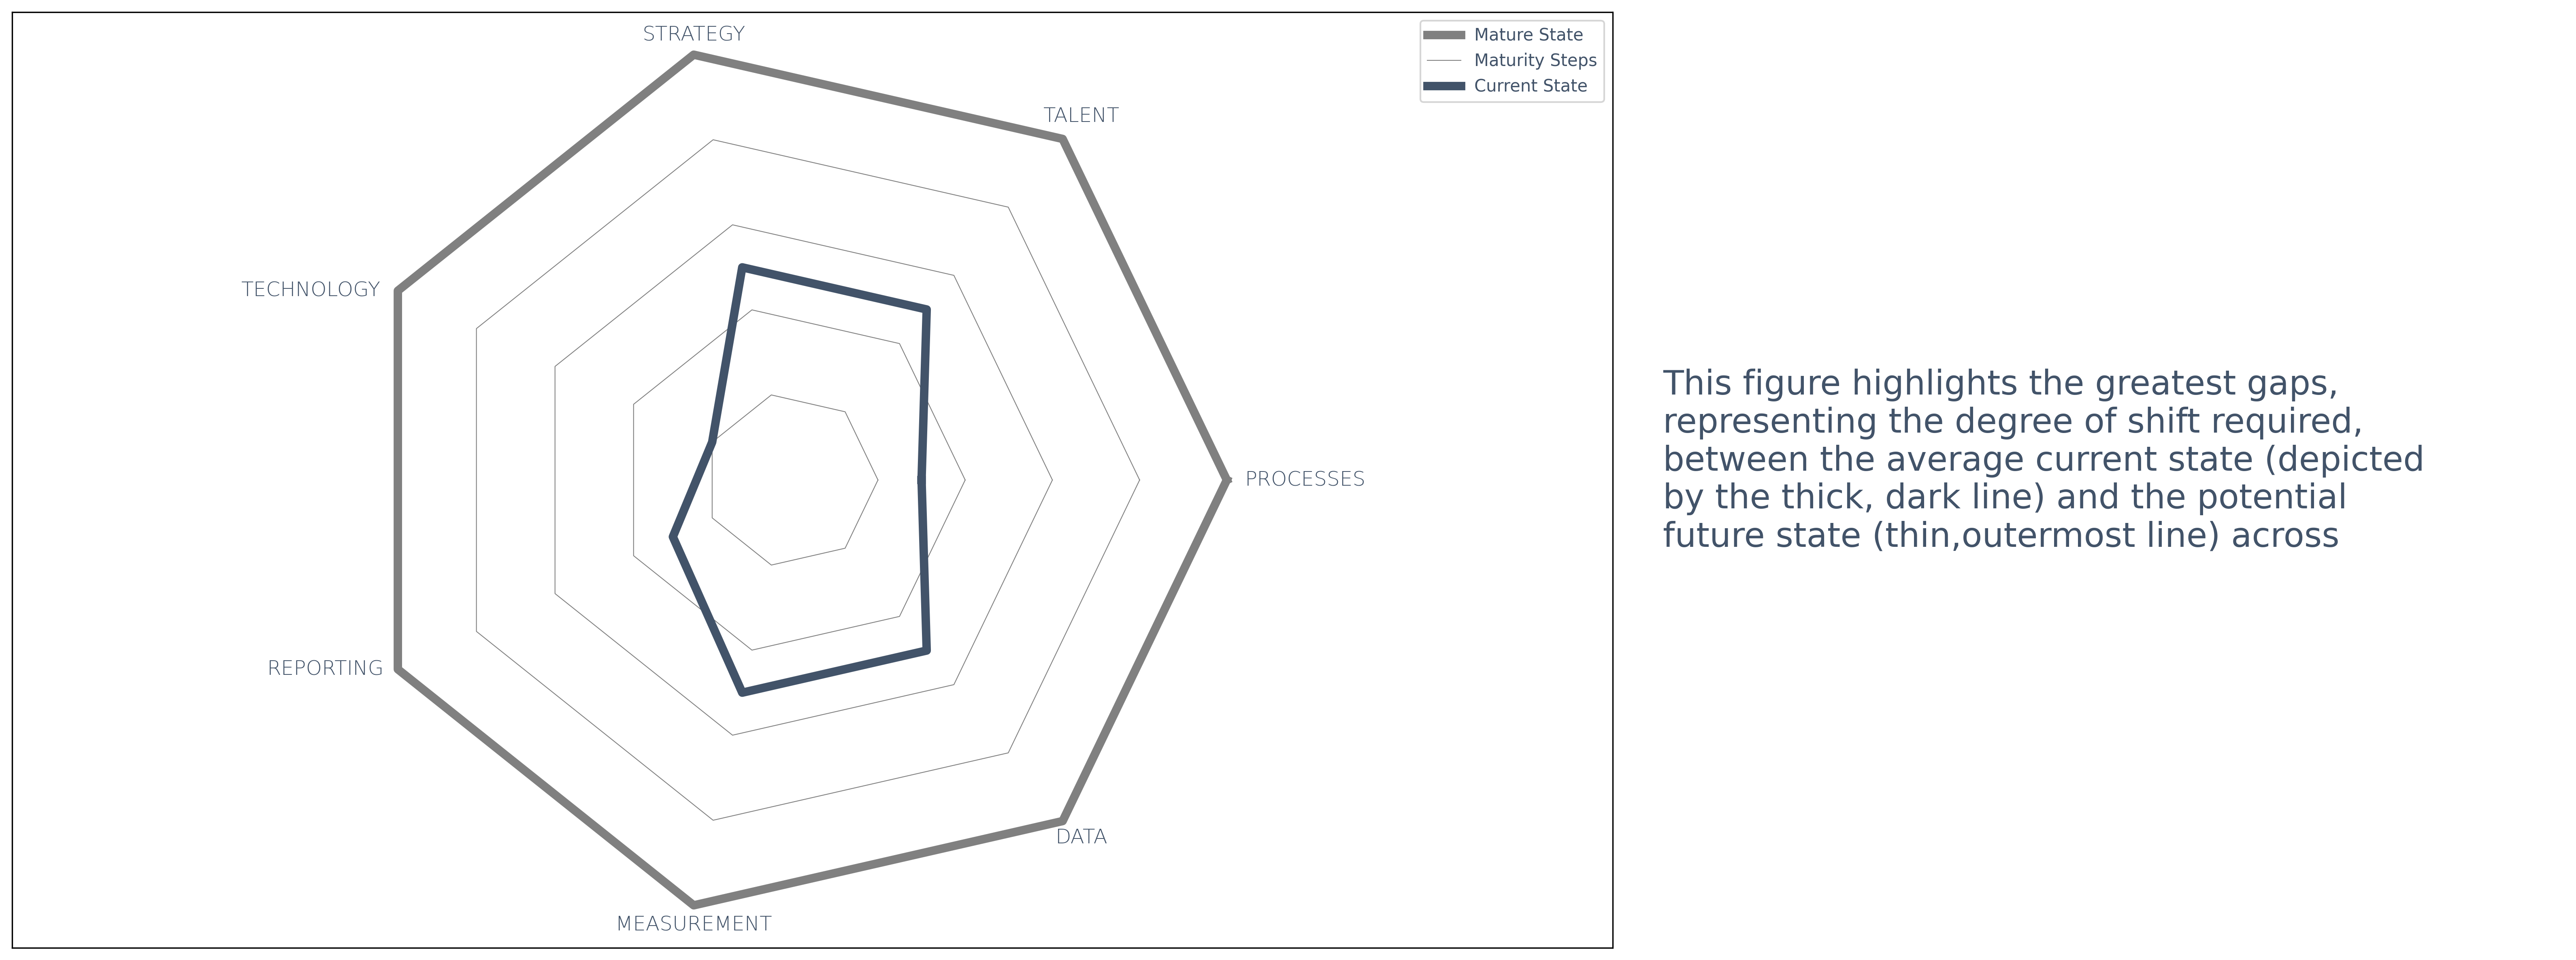 STRATEGY
Mature State
Maturity Steps
Current State
TALENT
TECHNOLOGY
PROCESSES
REPORTING
DATA
MEASUREMENT
This figure highlights the greatest gaps,
representing the degree of shift required,
between the average current state (depicted
by the thick, dark line) and the potential
future state (thin,outermost line) across